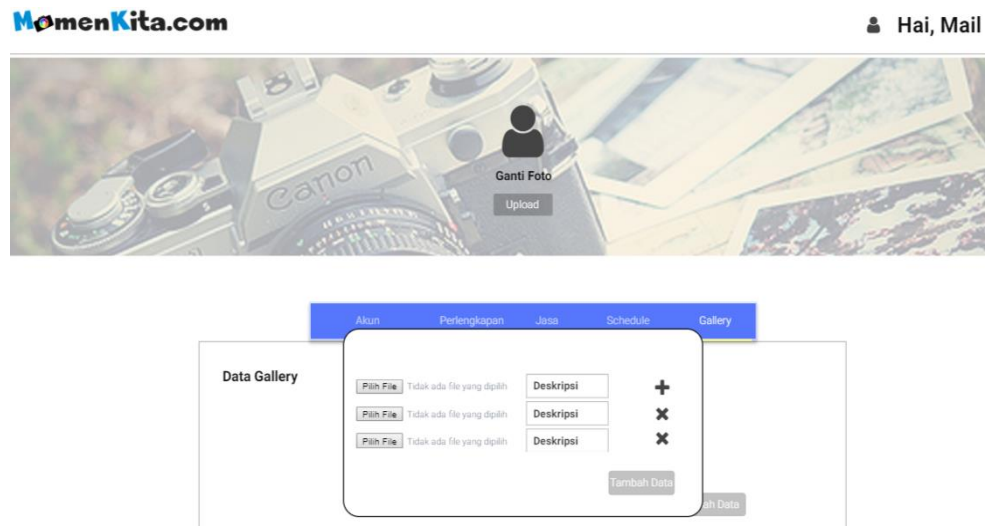 MomenKita.com
Hai, Mail
Canon
Ganti Foto
Upload
Akun Perlengkapan Jasa Schedule Gallery
Data Gallery
Pilih File Tidak ada file yang dipilih Deskripsi
Pilih File Tidak ada file yang dipilih Deskripsi
Pilih File Tidak ada file yang dipilih Deskripsi
Tambah Data
ah Data